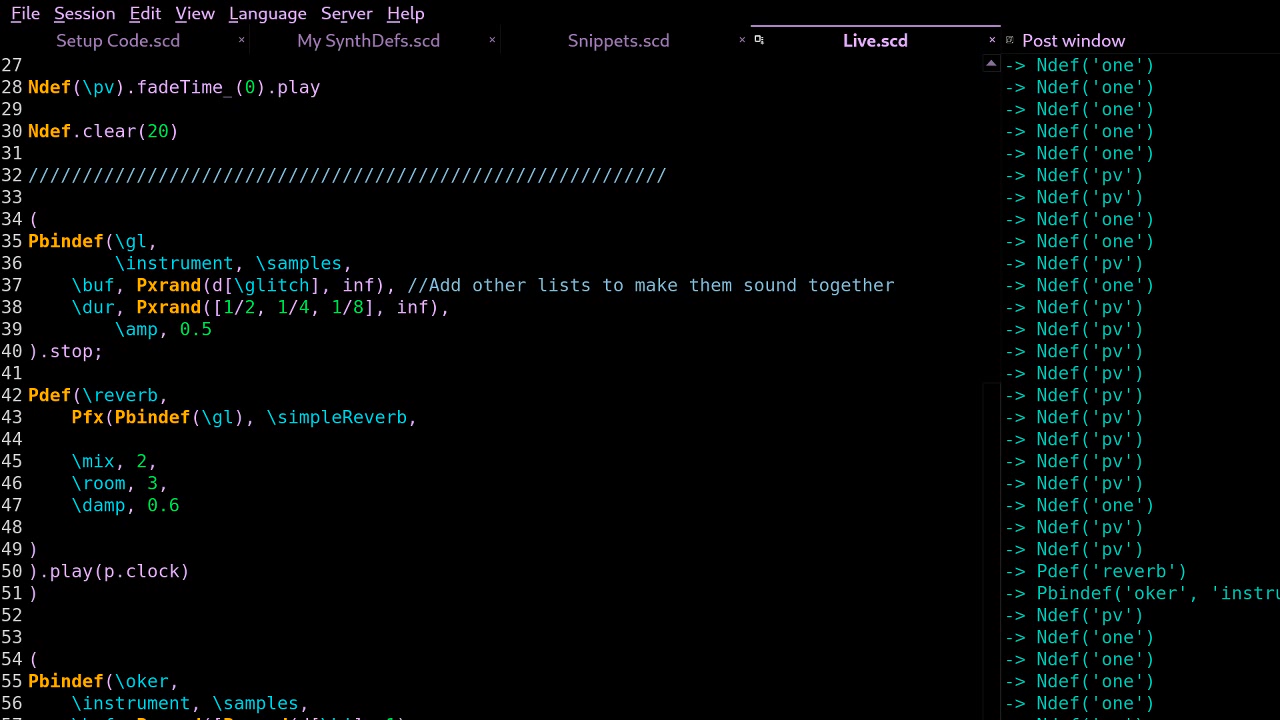 File Session Edit View Language Server Help
Setup Code.scd × My SynthDefs.scd × Snippets.scd × Live.scd × Post window
27
28 Ndef(\pv).fadeTime_(0).play
29
30 Ndef.clear(20)
31
32 ///////////////////////////////////////////////////////////
33
34 (
35 Pbindef(\gl,
36         \instrument, \samples,
37     \buf, Pxrand(d[\glitch], inf), //Add other lists to make them sound together
38     \dur, Pxrand([1/2, 1/4, 1/8], inf),
39         \amp, 0.5
40 ).stop;
41
42 Pdef(\reverb,
43     Pfx(Pbindef(\gl), \simpleReverb,
44
45     \mix, 2,
46     \room, 3,
47     \damp, 0.6
48
49 )
50 ).play(p.clock)
51 )
52
53
54 (
55 Pbindef(\oker,
56     \instrument, \samples,
57
-> Ndef('one')
-> Ndef('one')
-> Ndef('one')
-> Ndef('one')
-> Ndef('one')
-> Ndef('pv')
-> Ndef('pv')
-> Ndef('one')
-> Ndef('one')
-> Ndef('pv')
-> Ndef('one')
-> Ndef('pv')
-> Ndef('pv')
-> Ndef('pv')
-> Ndef('pv')
-> Ndef('pv')
-> Ndef('pv')
-> Ndef('pv')
-> Ndef('pv')
-> Ndef('pv')
-> Ndef('one')
-> Ndef('pv')
-> Ndef('pv')
-> Pdef('reverb')
-> Pbindef('oker', 'instru
-> Ndef('pv')
-> Ndef('one')
-> Ndef('one')
-> Ndef('one')
-> Ndef('one')